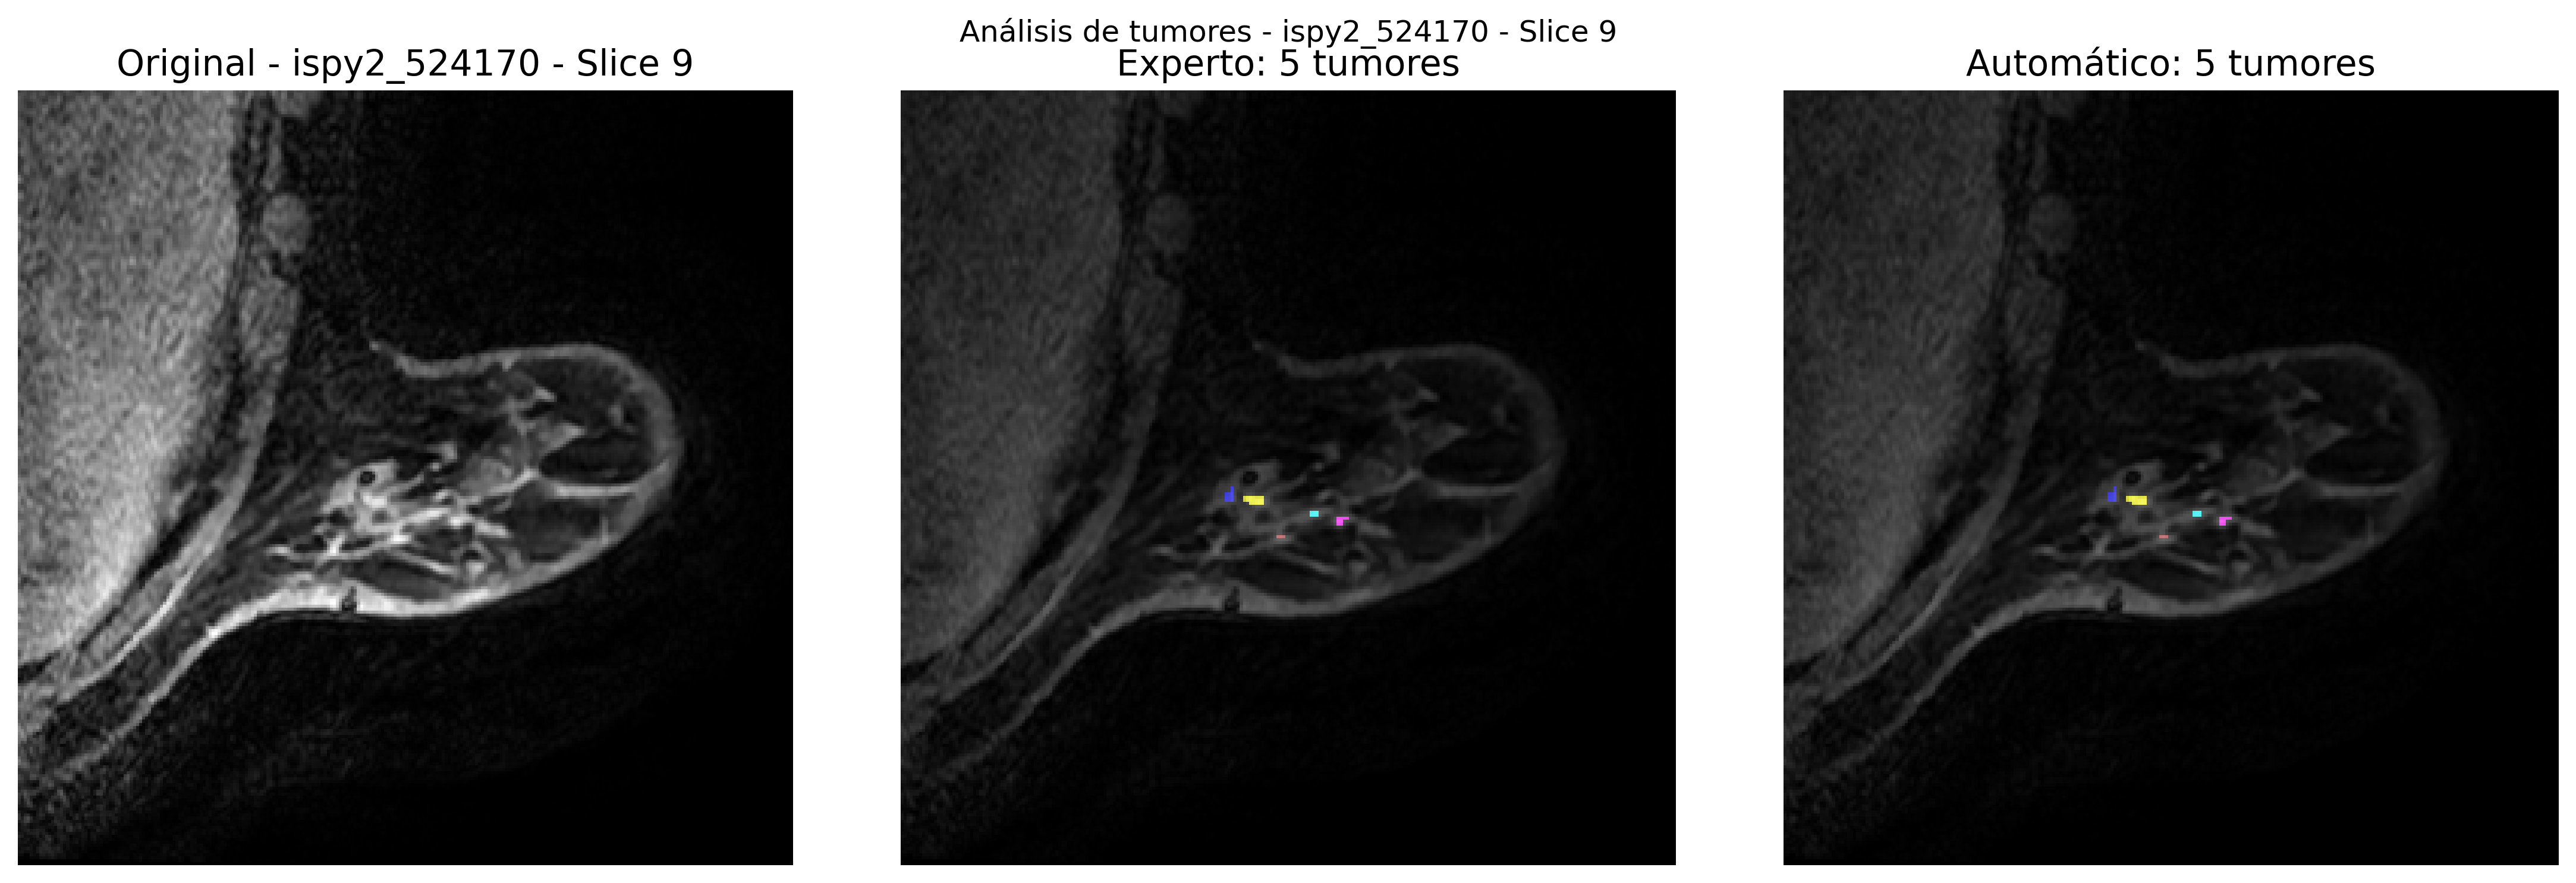 Análisis de tumores - ispy2_524170 - Slice 9
Original - ispy2_524170 - Slice 9
Experto: 5 tumores
Automático: 5 tumores